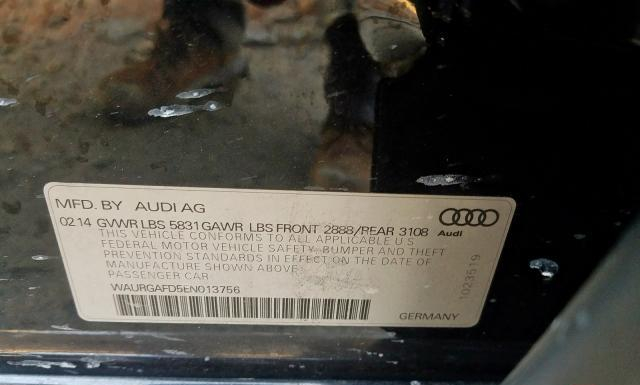 MFD. BY AUDI AG
02.14 GVWR LBS 5831 GAWR LBS FRONT 2888/REAR 3108
Audi
THIS VEHICLE CONFORMS TO ALL APPLICABLE U S
FEDERAL MOTOR VEHICLE SAFETY, BUMPER AND THEFT
PREVENTION STANDARDS IN EFFECT ON THE DATE OF
MANUFACTURE SHOWN ABOVE:
PASSENGER CAR
WAURGAFD5EN013756
GERMANY
1023519